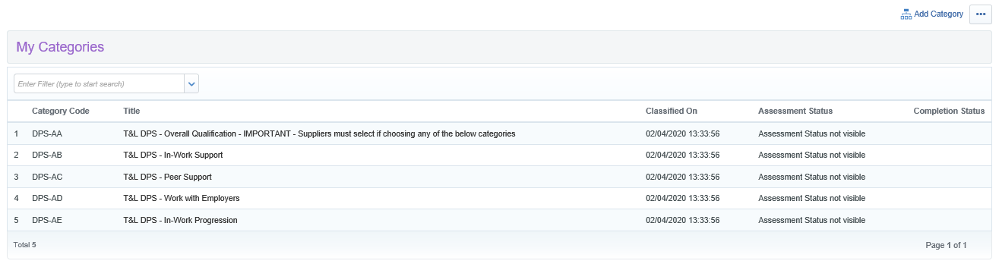 Add Category
My Categories
Enter Filter (type to start search)
Category Code Title Classified On Assessment Status Completion Status
1 DPS-AA T&L DPS - Overall Qualification - IMPORTANT - Suppliers must select if choosing any of the below categories 02/04/2020 13:33:56 Assessment Status not visible
2 DPS-AB T&L DPS - In-Work Support 02/04/2020 13:33:56 Assessment Status not visible
3 DPS-AC T&L DPS - Peer Support 02/04/2020 13:33:56 Assessment Status not visible
4 DPS-AD T&L DPS - Work with Employers 02/04/2020 13:33:56 Assessment Status not visible
5 DPS-AE T&L DPS - In-Work Progression 02/04/2020 13:33:56 Assessment Status not visible
Total 5 Page 1 of 1